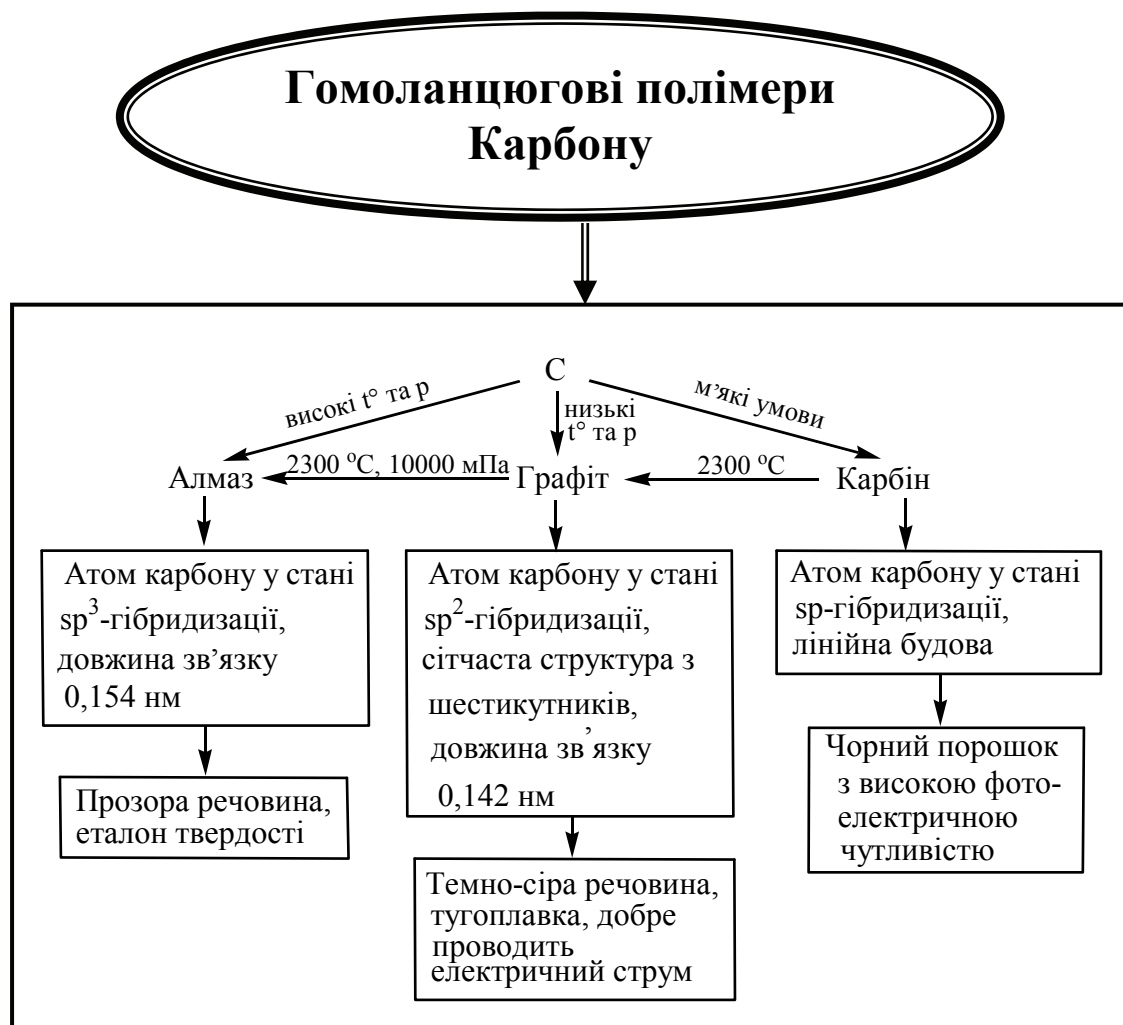 Гомоланцюгові полімери
Карбону
С
високі t° та р
низькі
t° та р
м’які умови
Алмаз
2300 °С, 10000 мПа
Графіт
2300 °С
Карбін
Атом карбону у стані
sp³-гібридизації,
довжина зв’язку
0,154 нм
Атом карбону у стані
sp²-гібридизації,
сітчаста структура з
шестикутників,
довжина зв’язку
0,142 нм
Атом карбону у стані
sp-гібридизації,
лінійна будова
Прозора речовина,
еталон твердості
Темно-сіра речовина,
тугоплавка, добре
проводить
електричний струм
Чорний порошок
з високою фото-
електричною
чутливістю